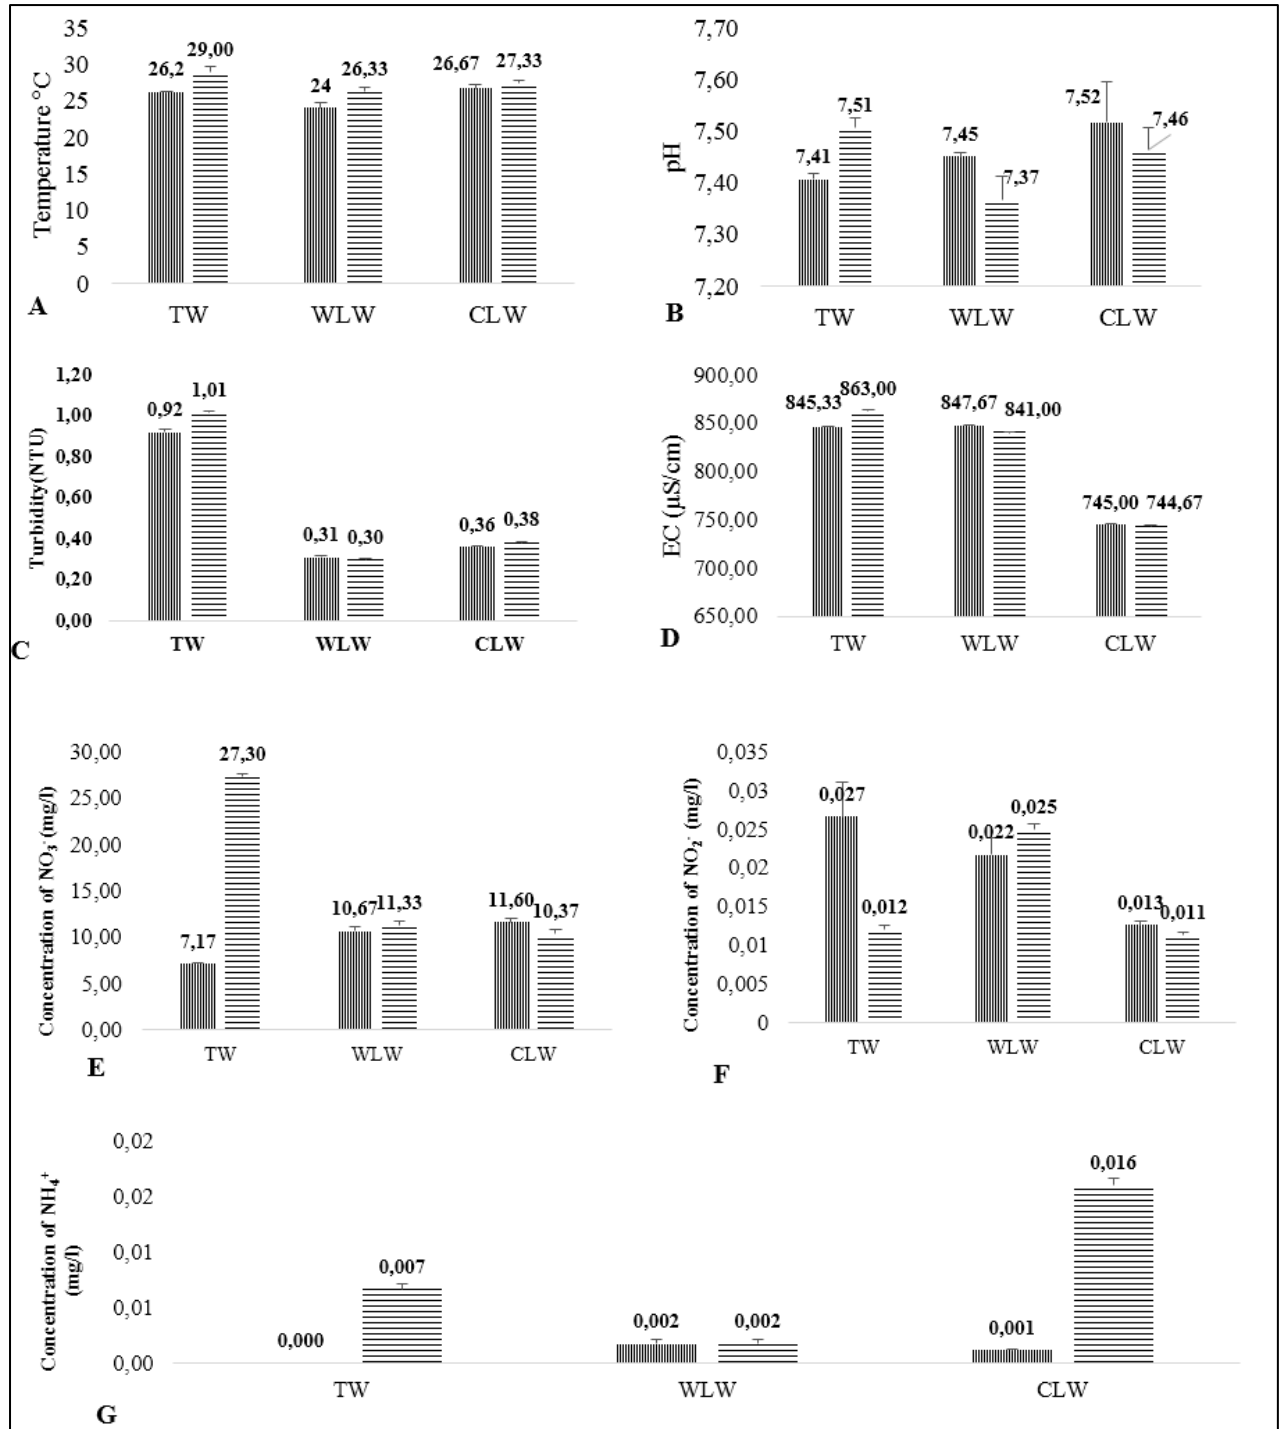 35
30
25
20
15
10
5
0
Temperature °C
26,2
29,00
24
26,33
26,67
27,33
TW
WLW
CLW
A
7,70
7,60
7,50
7,40
7,30
7,20
pH
7,41
7,51
7,45
7,37
7,52
7,46
TW
WLW
CLW
B
1,20
1,00
0,80
0,60
0,40
0,20
0,00
Turbidity(NTU)
0,92
1,01
0,31
0,30
0,36
0,38
TW
WLW
CLW
C
900,00
850,00
800,00
750,00
700,00
650,00
EC (µS/cm)
845,33
863,00
847,67
841,00
745,00
744,67
TW
WLW
CLW
D
30,00
25,00
20,00
15,00
10,00
5,00
0,00
Concentration of NO₃⁻(mg/l)
7,17
27,30
10,67
11,33
11,60
10,37
TW
WLW
CLW
E
0,035
0,03
0,025
0,02
0,015
0,01
0,005
0
Concentration of NO₂⁻ (mg/l)
0,027
0,012
0,022
0,025
0,013
0,011
TW
WLW
CLW
F
0,02
0,02
0,01
0,01
0,00
Concentration of NH₄⁺
(mg/l)
0,000
0,007
0,002
0,002
0,001
0,016
TW
WLW
CLW
G